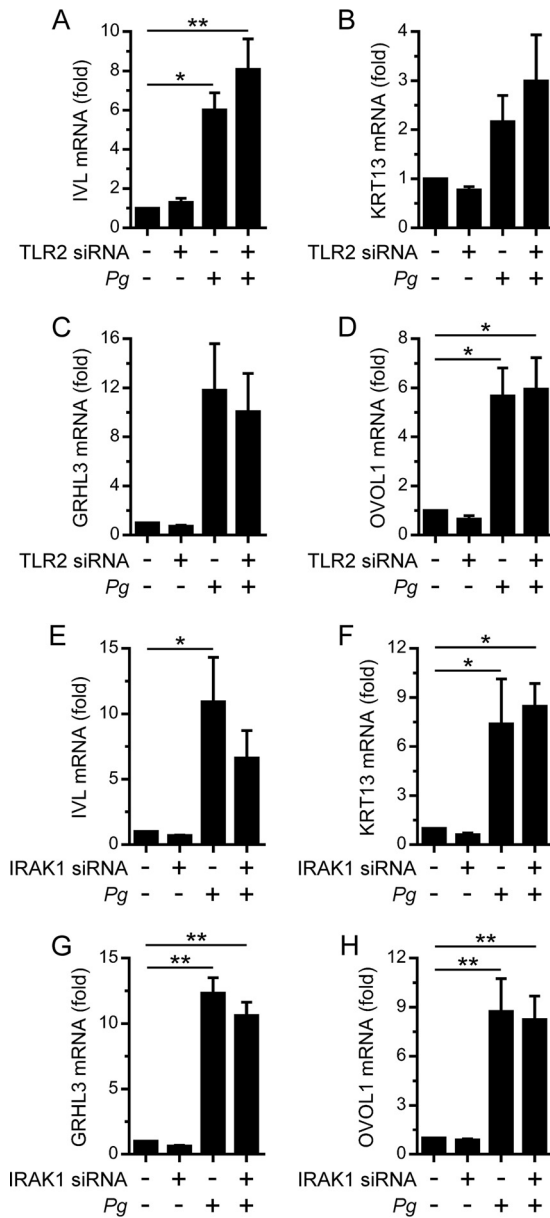 A
IVL mRNA (fold)
10
8
6
4
2
0
**
*
TLR2 siRNA - + - +
Pg - - + +
B
KRT13 mRNA (fold)
4
3
2
1
0
TLR2 siRNA - + - +
Pg - - + +
C
GRHL3 mRNA (fold)
16
12
8
4
0
TLR2 siRNA - + - +
Pg - - + +
D
OVOL1 mRNA (fold)
8
6
4
2
0
*
*
TLR2 siRNA - + - +
Pg - - + +
E
IVL mRNA (fold)
15
10
5
0
*
IRAK1 siRNA - + - +
Pg - - + +
F
KRT13 mRNA (fold)
12
9
6
3
0
*
*
IRAK1 siRNA - + - +
Pg - - + +
G
GRHL3 mRNA (fold)
15
10
5
0
**
**
IRAK1 siRNA - + - +
Pg - - + +
H
OVOL1 mRNA (fold)
12
9
6
3
0
**
**
IRAK1 siRNA - + - +
Pg - - + +